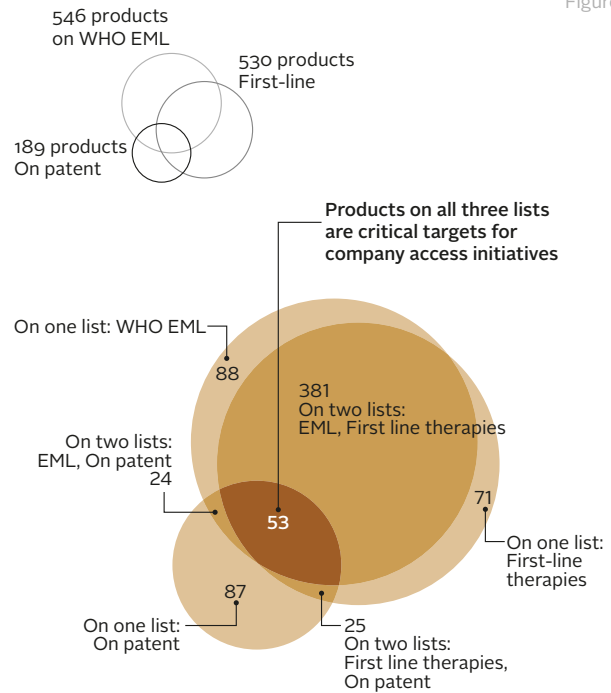 Figure
546 products
on WHO EML
530 products
First-line
189 products
On patent
Products on all three lists
are critical targets for
company access initiatives
On one list: WHO EML
88
381
On two lists:
EML, First line therapies
On two lists:
EML, On patent
24
71
53
On one list:
First-line
therapies
87
On one list:
On patent
25
On two lists:
First line therapies,
On patent